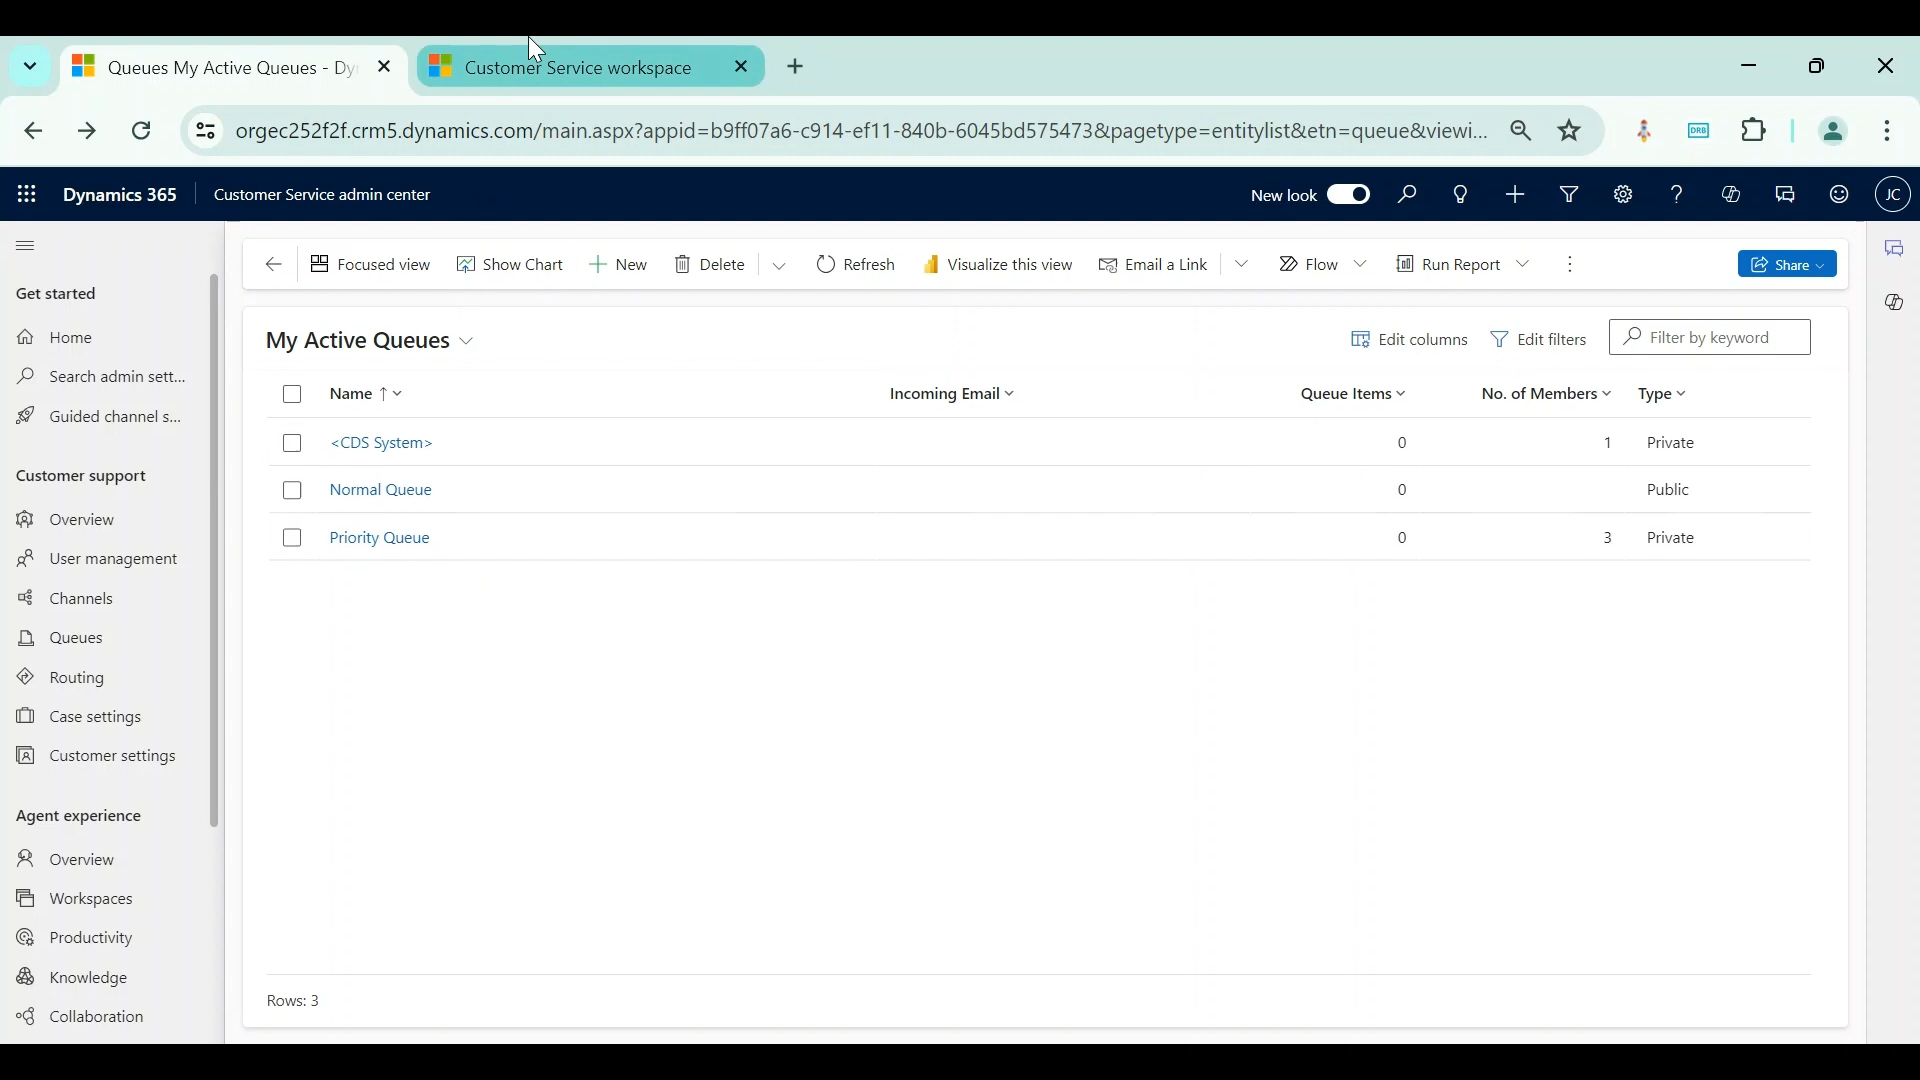 Queues My Active Queues - Dy
Customer Service workspace
orgec252f2f.crm5.dynamics.com/main.aspx?appid=b9ff07a6-c914-ef11-840b-6045bd575473&pagetype=entitylist&etn=queue&viewi...
DRB
Dynamics 365
Customer Service admin center
New look
JC
Focused view
Show Chart
New
Delete
Refresh
Visualize this view
Email a Link
Flow
Run Report
Share
Get started
Home
Search admin sett...
Guided channel s...
Customer support
Overview
User management
Channels
Queues
Routing
Case settings
Customer settings
Agent experience
Overview
Workspaces
Productivity
Knowledge
Collaboration
My Active Queues
Edit columns
Edit filters
Filter by keyword
Name Incoming Email Queue Items No. of Members Type
<CDS System> 0 1 Private
Normal Queue 0 Public
Priority Queue 0 3 Private
Rows: 3